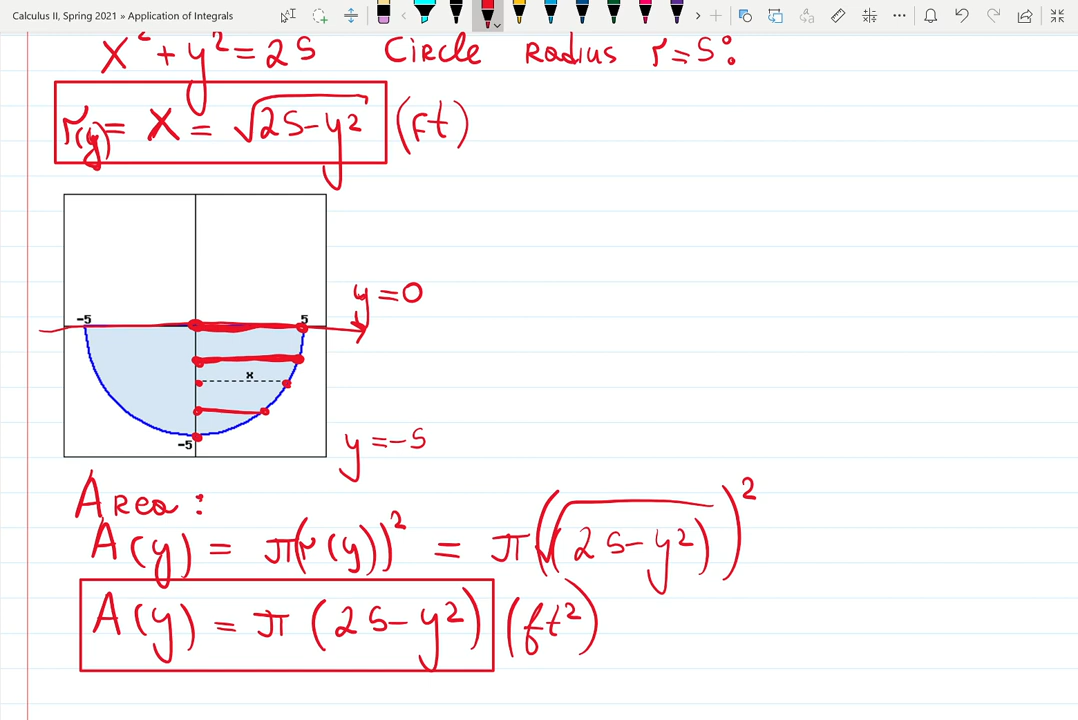 Calculus II, Spring 2021 » Application of Integrals
x² + y² = 25 Circle Radius r = 5:
r(y) = x = √25-y² (ft)
y = 0
-5 5
x
-5
y = -5
Area:
A(y) = π(r(y))² = π(√(25-y²))²
A(y) = π (25-y²) (ft²)